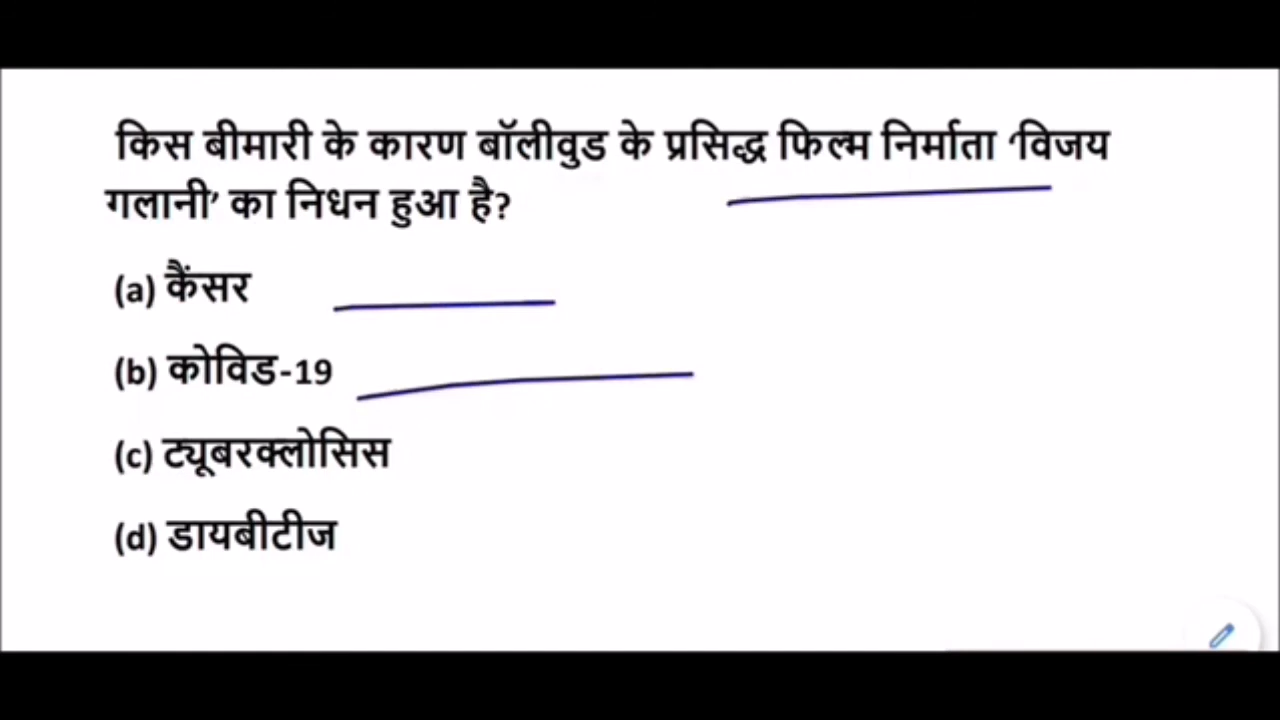 किस बीमारी के कारण बॉलीवुड के प्रसिद्ध फिल्म निर्माता ‘विजय
गलानी’ का निधन हुआ है?
(a) कैंसर
(b) कोविड-19
(c) ट्यूबरक्लोसिस
(d) डायबीटीज